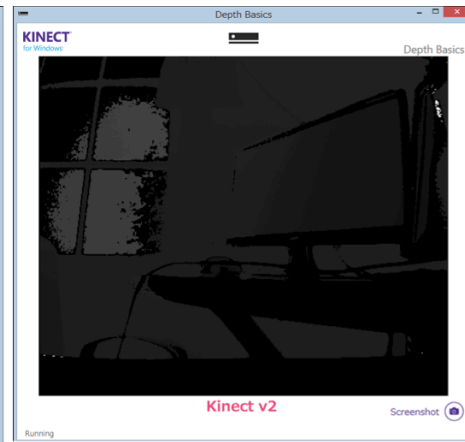 Depth Basics
KINECT
for Windows
Depth Basics
Kinect v2
Screenshot
Running